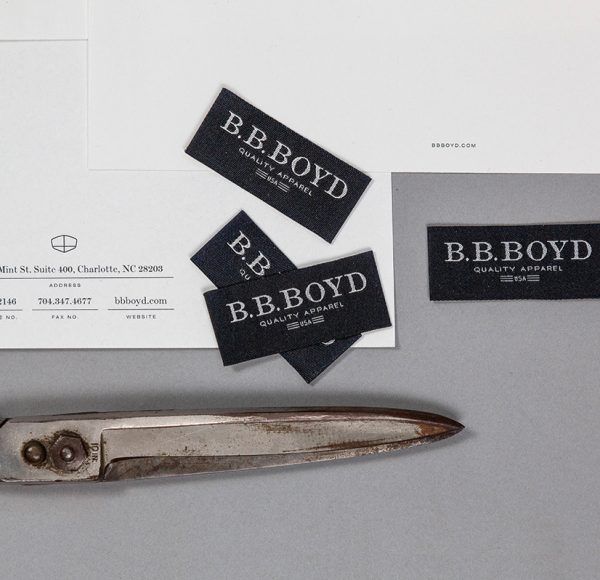 BBBOYD.COM
B.B.BOYD
QUALITY APPAREL
USA
B.B.BOYD
QUALITY APPAREL
USA
B.B.
B.B.BOYD
QUALITY APPAREL
USA
Mint St. Suite 400, Charlotte, NC 28203
ADDRESS
2146 704.347.4677 bbboyd.com
E NO. FAX NO. WEBSITE